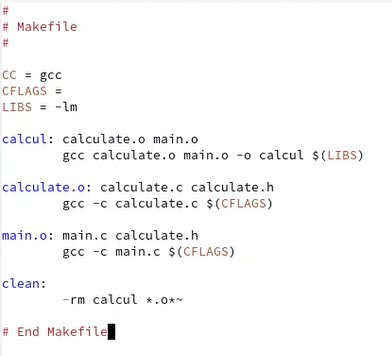 #
# Makefile
#
CC = gcc
CFLAGS =
LIBS = -lm
calcul: calculate.o main.o
gcc calculate.o main.o -o calcul $(LIBS)
calculate.o: calculate.c calculate.h
gcc -c calculate.c $(CFLAGS)
main.o: main.c calculate.h
gcc -c main.c $(CFLAGS)
clean:
-rm calcul *.o*~
# End Makefile